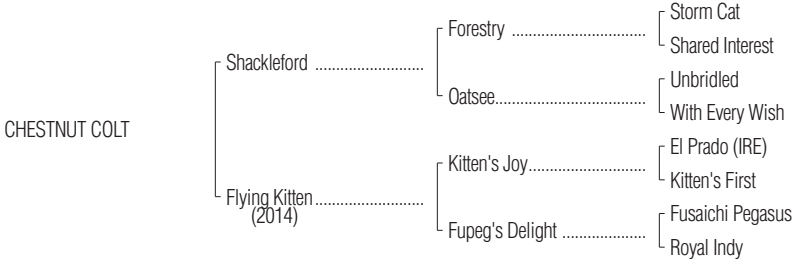 Storm Cat
Forestry ..............................
Shared Interest
Shackleford ........................
Unbridled
Oatsee.................................
With Every Wish
CHESTNUT COLT
El Prado (IRE)
Kitten's Joy..........................
Kitten's First
Flying Kitten........................
(2014)
Fusaichi Pegasus
Fupeg's Delight ..................
Royal Indy